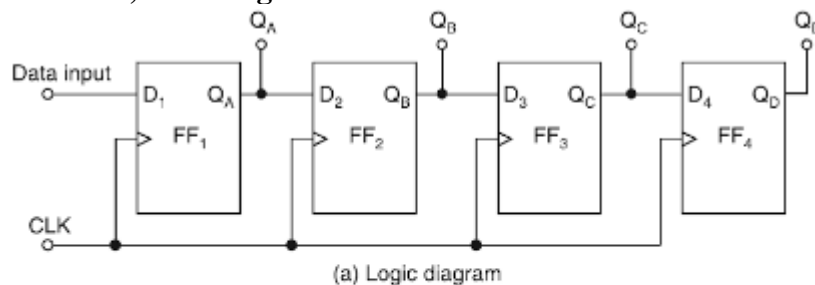 Q_A Q_B Q_C
Data input
D_1 Q_A D_2 Q_B D_3 Q_C D_4 Q_D
FF_1 FF_2 FF_3 FF_4
CLK
(a) Logic diagram